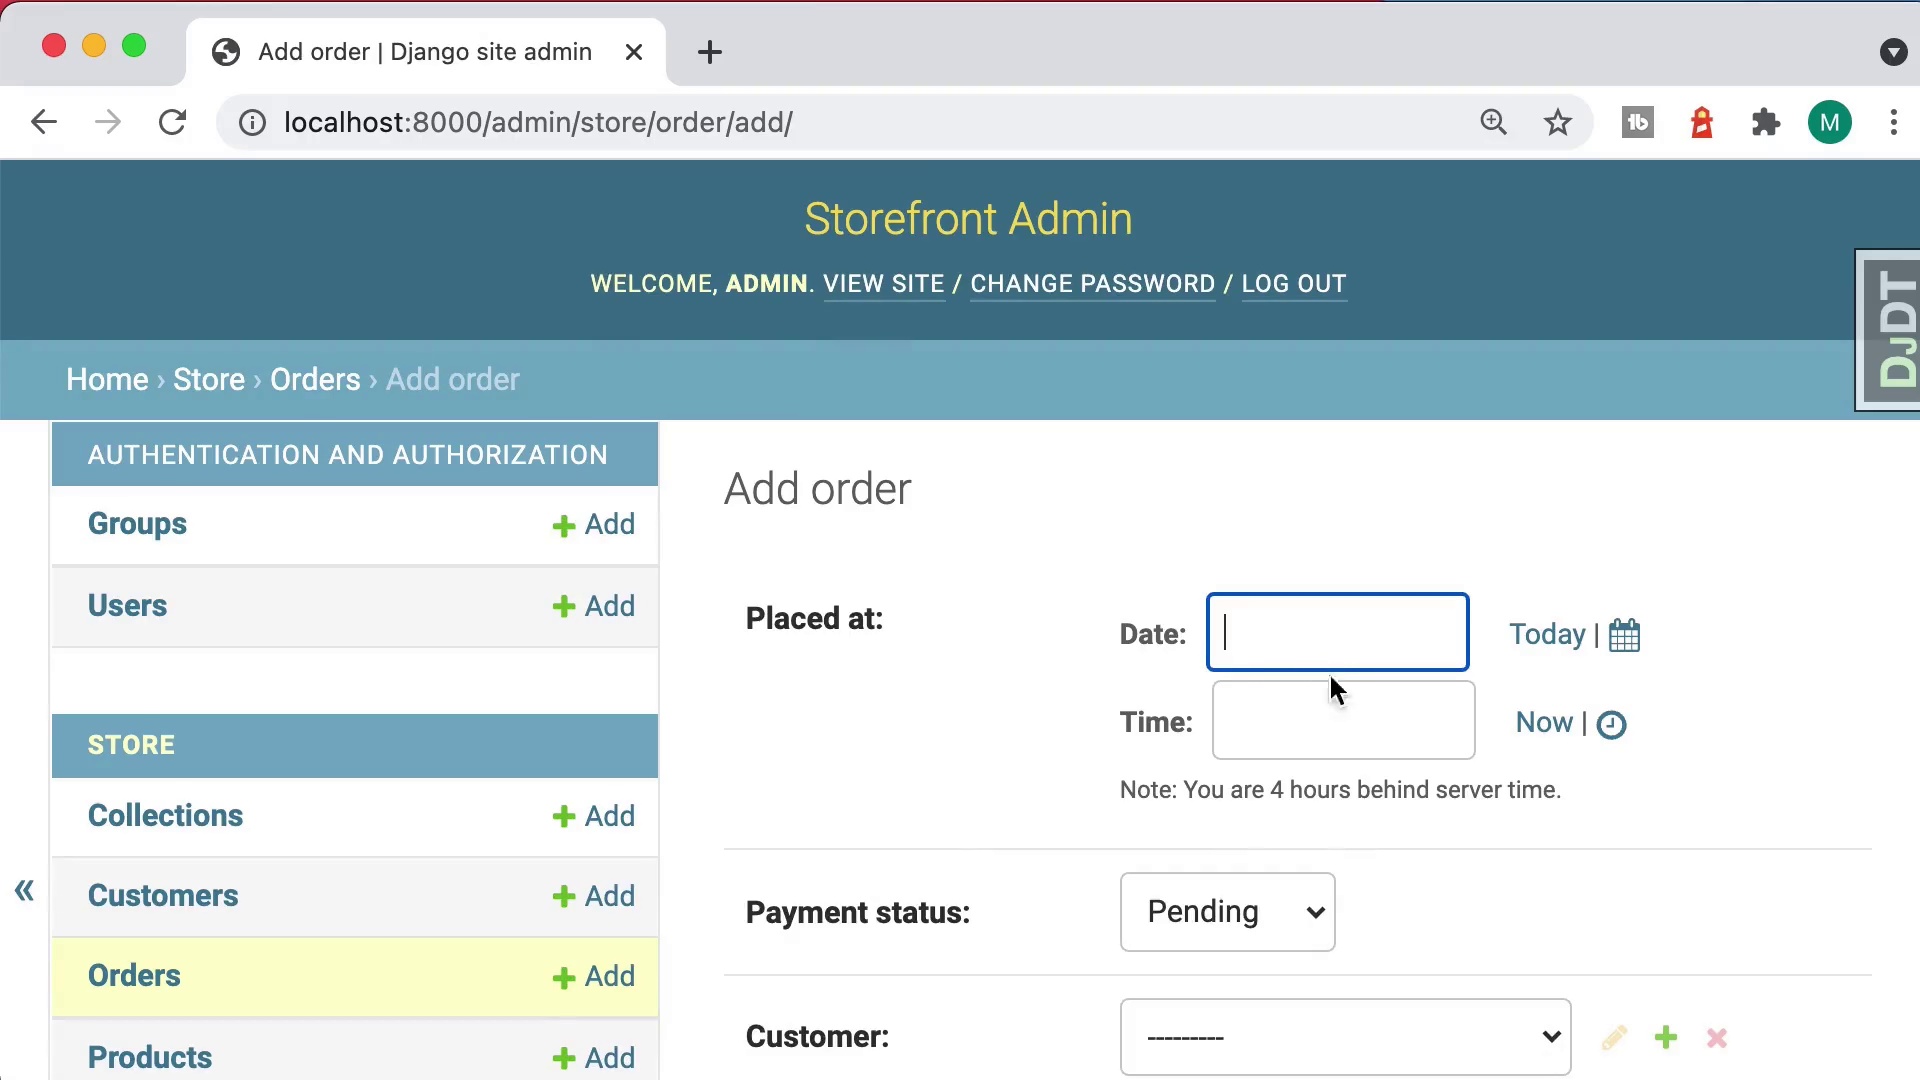 Add order | Django site admin
localhost:8000/admin/store/order/add/
tb
M
Storefront Admin
WELCOME, ADMIN. VIEW SITE / CHANGE PASSWORD / LOG OUT
DJDT
Home › Store › Orders › Add order
AUTHENTICATION AND AUTHORIZATION
Groups Add
Users Add
STORE
Collections Add
Customers Add
Orders Add
Products Add
Add order
Placed at:
Date: Today |
Time: Now |
Note: You are 4 hours behind server time.
Payment status: Pending
Customer: ---------